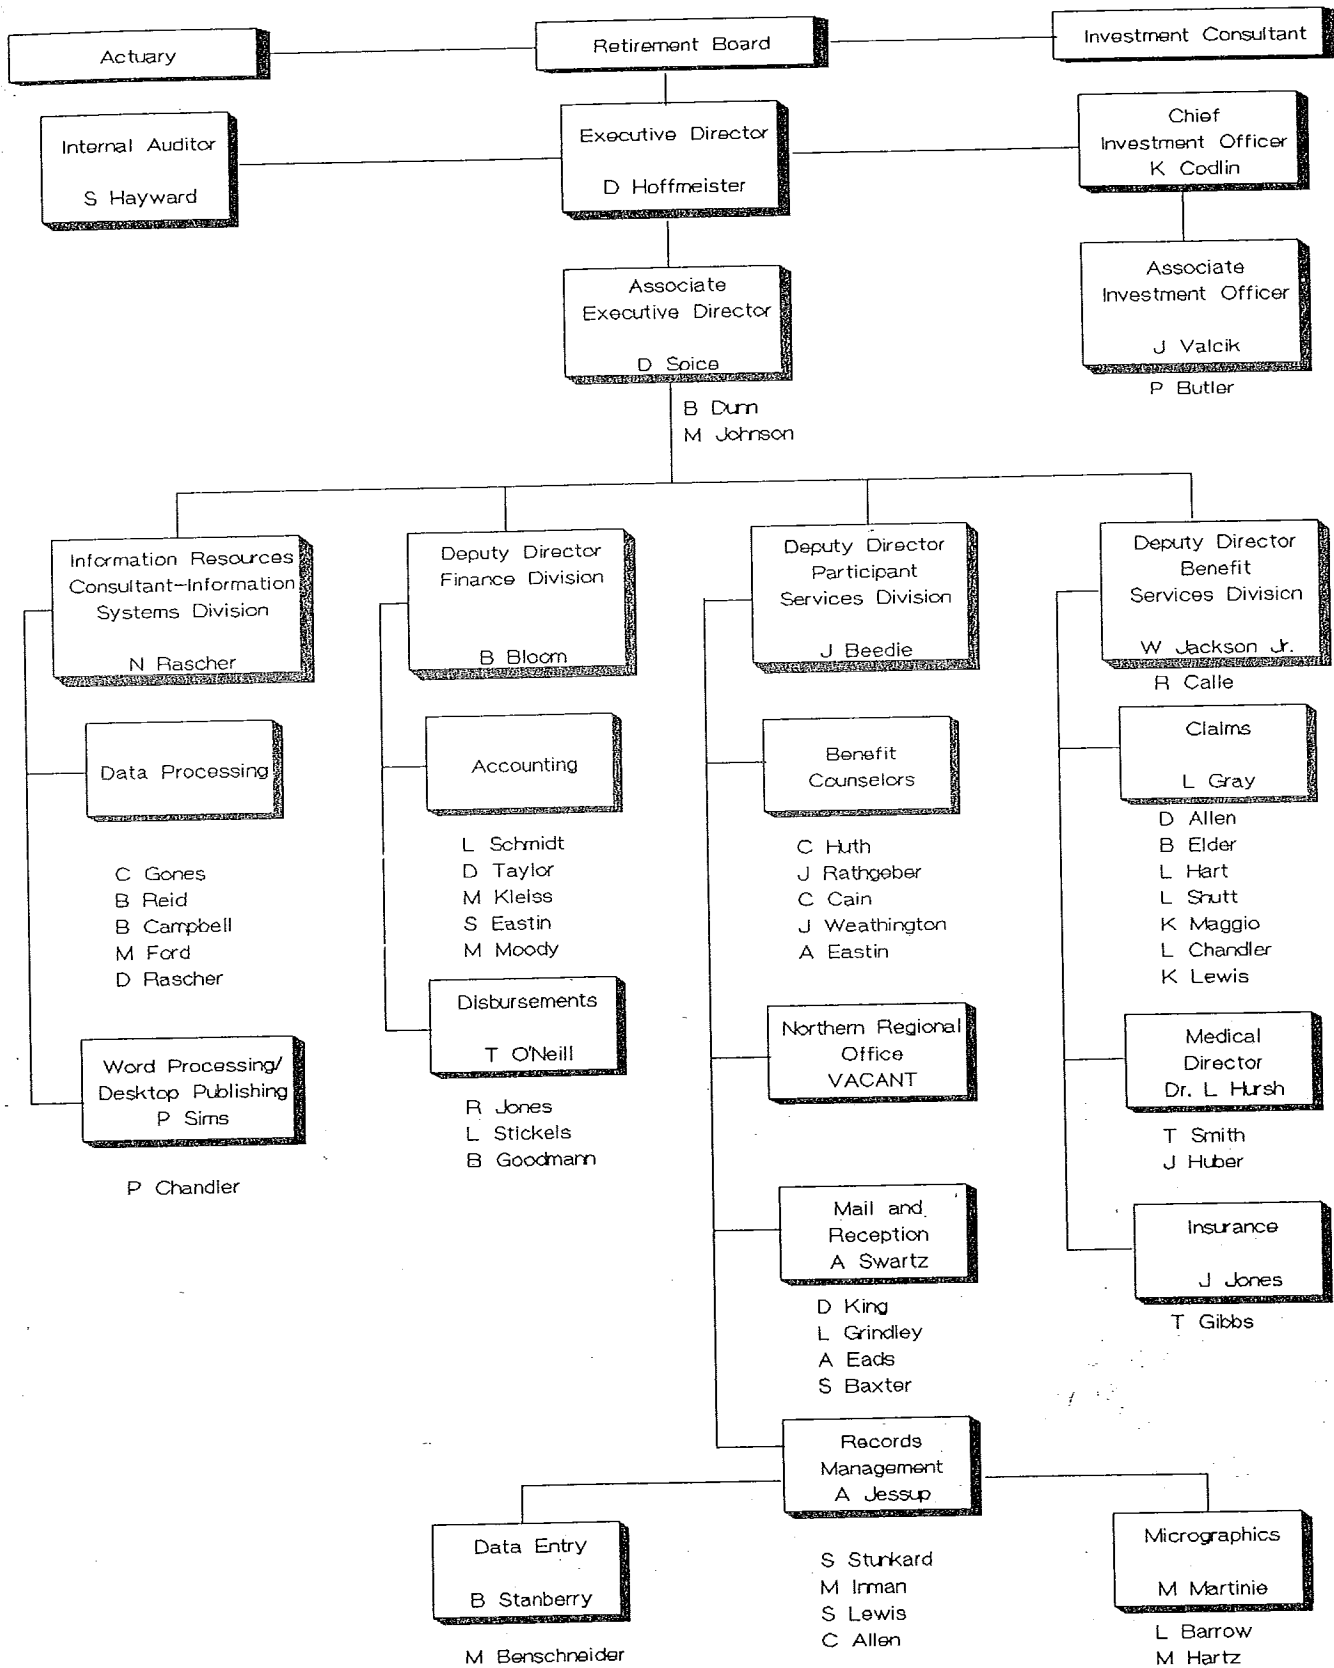 Actuary
Retirement Board
Investment Consultant
Internal Auditor
S Hayward
Executive Director
D Hoffmeister
Chief
Investment Officer
K Codlin
Associate
Executive Director
D Spice
B Dunn
M Johnson
Associate
Investment Officer
J Valcik
P Butler
Information Resources
Consultant-Information
Systems Division
N Rascher
Data Processing
C Gones
B Reid
B Campbell
M Ford
D Rascher
Word Processing/
Desktop Publishing
P Sims
P Chandler
Deputy Director
Finance Division
B Bloom
Accounting
L Schmidt
D Taylor
M Kleiss
S Eastin
M Moody
Disbursements
T O'Neill
R Jones
L Stickels
B Goodmann
Deputy Director
Participant
Services Division
J Beedie
Benefit
Counselors
C Huth
J Rathgeber
C Cain
J Weathington
A Eastin
Northern Regional
Office
VACANT
Mail and
Reception
A Swartz
D King
L Grindley
A Eads
S Baxter
Records
Management
A Jessup
S Stunkard
M Inman
S Lewis
C Allen
Deputy Director
Benefit
Services Division
W Jackson Jr.
R Calle
Claims
L Gray
D Allen
B Elder
L Hart
L Shutt
K Maggio
L Chandler
K Lewis
Medical
Director
Dr. L Hursh
T Smith
J Huber
Insurance
J Jones
T Gibbs
Data Entry
B Stanberry
M Benschneider
Micrographics
M Martinie
L Barrow
M Hartz